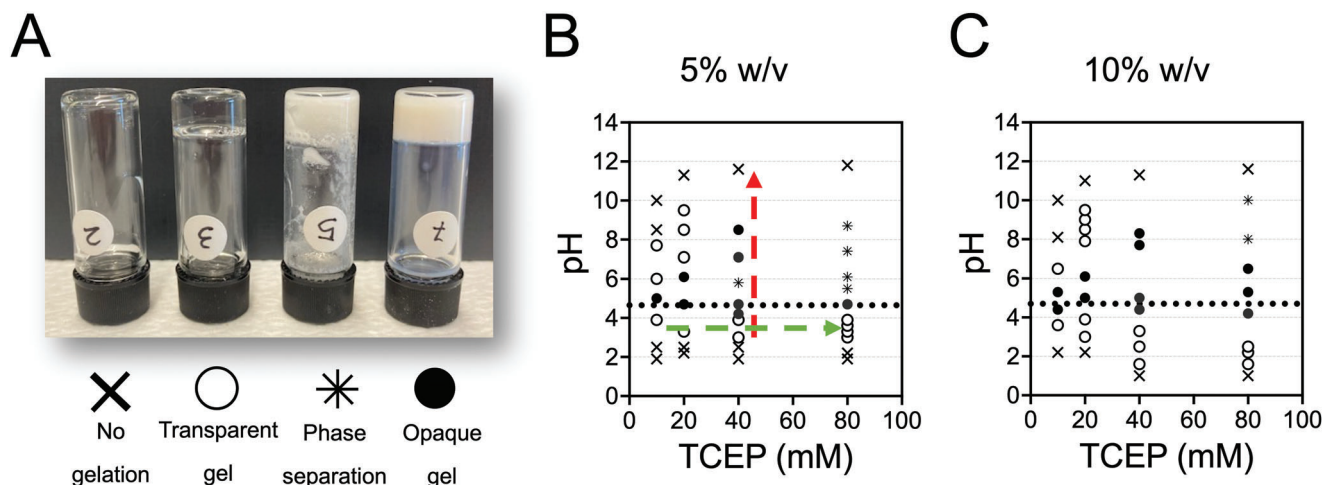 A
B
C
5% w/v
10% w/v
2
3
5
7
No
gelation
Transparent
gel
Phase
separation
Opaque
gel
pH
14
12
10
8
6
4
2
0
0
20
40
60
80
100
TCEP (mM)
pH
14
12
10
8
6
4
2
0
0
20
40
60
80
100
TCEP (mM)